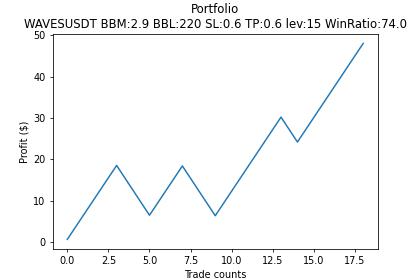 Portfolio
WAVESUSDT BBM:2.9 BBL:220 SL:0.6 TP:0.6 lev:15 WinRatio:74.0
50
40
30
20
10
0
Profit ($)
0.0 2.5 5.0 7.5 10.0 12.5 15.0 17.5
Trade counts